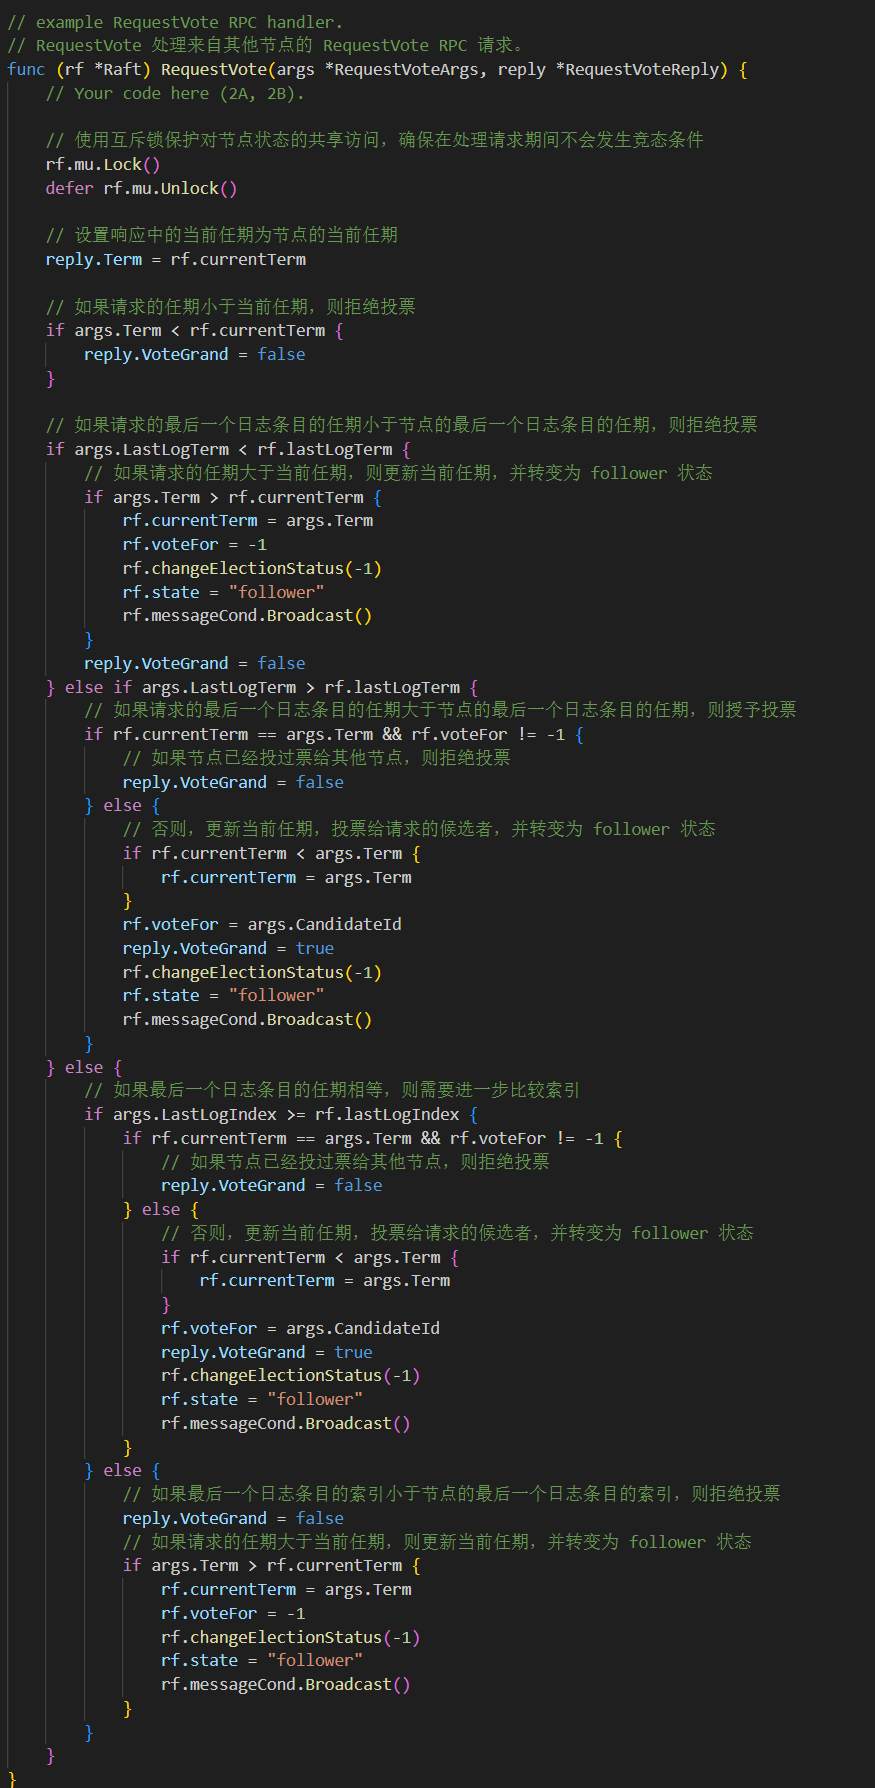 // example RequestVote RPC handler.
// RequestVote 处理来自其他节点的 RequestVote RPC 请求。
func (rf *Raft) RequestVote(args *RequestVoteArgs, reply *RequestVoteReply) {
    // Your code here (2A, 2B).

    // 使用互斥锁保护对节点状态的共享访问，确保在处理请求期间不会发生竞态条件
    rf.mu.Lock()
    defer rf.mu.Unlock()

    // 设置响应中的当前任期为节点的当前任期
    reply.Term = rf.currentTerm

    // 如果请求的任期小于当前任期，则拒绝投票
    if args.Term < rf.currentTerm {
        reply.VoteGrand = false
    }

    // 如果请求的最后一个日志条目的任期小于节点的最后一个日志条目的任期，则拒绝投票
    if args.LastLogTerm < rf.lastLogTerm {
        // 如果请求的任期大于当前任期，则更新当前任期，并转变为 follower 状态
        if args.Term > rf.currentTerm {
            rf.currentTerm = args.Term
            rf.voteFor = -1
            rf.changeElectionStatus(-1)
            rf.state = "follower"
            rf.messageCond.Broadcast()
        }
        reply.VoteGrand = false
    } else if args.LastLogTerm > rf.lastLogTerm {
        // 如果请求的最后一个日志条目的任期大于节点的最后一个日志条目的任期，则授予投票
        if rf.currentTerm == args.Term && rf.voteFor != -1 {
            // 如果节点已经投过票给其他节点，则拒绝投票
            reply.VoteGrand = false
        } else {
            // 否则，更新当前任期，投票给请求的候选者，并转变为 follower 状态
            if rf.currentTerm < args.Term {
                rf.currentTerm = args.Term
            }
            rf.voteFor = args.CandidateId
            reply.VoteGrand = true
            rf.changeElectionStatus(-1)
            rf.state = "follower"
            rf.messageCond.Broadcast()
        }
    } else {
        // 如果最后一个日志条目的任期相等，则需要进一步比较索引
        if args.LastLogIndex >= rf.lastLogIndex {
            if rf.currentTerm == args.Term && rf.voteFor != -1 {
                // 如果节点已经投过票给其他节点，则拒绝投票
                reply.VoteGrand = false
            } else {
                // 否则，更新当前任期，投票给请求的候选者，并转变为 follower 状态
                if rf.currentTerm < args.Term {
                    rf.currentTerm = args.Term
                }
                rf.voteFor = args.CandidateId
                reply.VoteGrand = true
                rf.changeElectionStatus(-1)
                rf.state = "follower"
                rf.messageCond.Broadcast()
            }
        } else {
            // 如果最后一个日志条目的索引小于节点的最后一个日志条目的索引，则拒绝投票
            reply.VoteGrand = false
            // 如果请求的任期大于当前任期，则更新当前任期，并转变为 follower 状态
            if args.Term > rf.currentTerm {
                rf.currentTerm = args.Term
                rf.voteFor = -1
                rf.changeElectionStatus(-1)
                rf.state = "follower"
                rf.messageCond.Broadcast()
            }
        }
    }
}